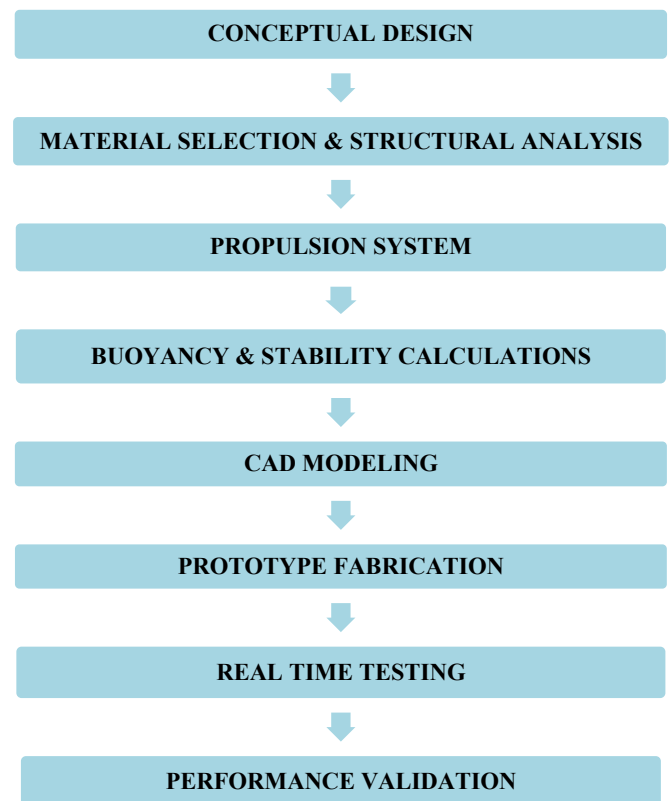 CONCEPTUAL DESIGN
MATERIAL SELECTION & STRUCTURAL ANALYSIS
PROPULSION SYSTEM
BUOYANCY & STABILITY CALCULATIONS
CAD MODELING
PROTOTYPE FABRICATION
REAL TIME TESTING
PERFORMANCE VALIDATION